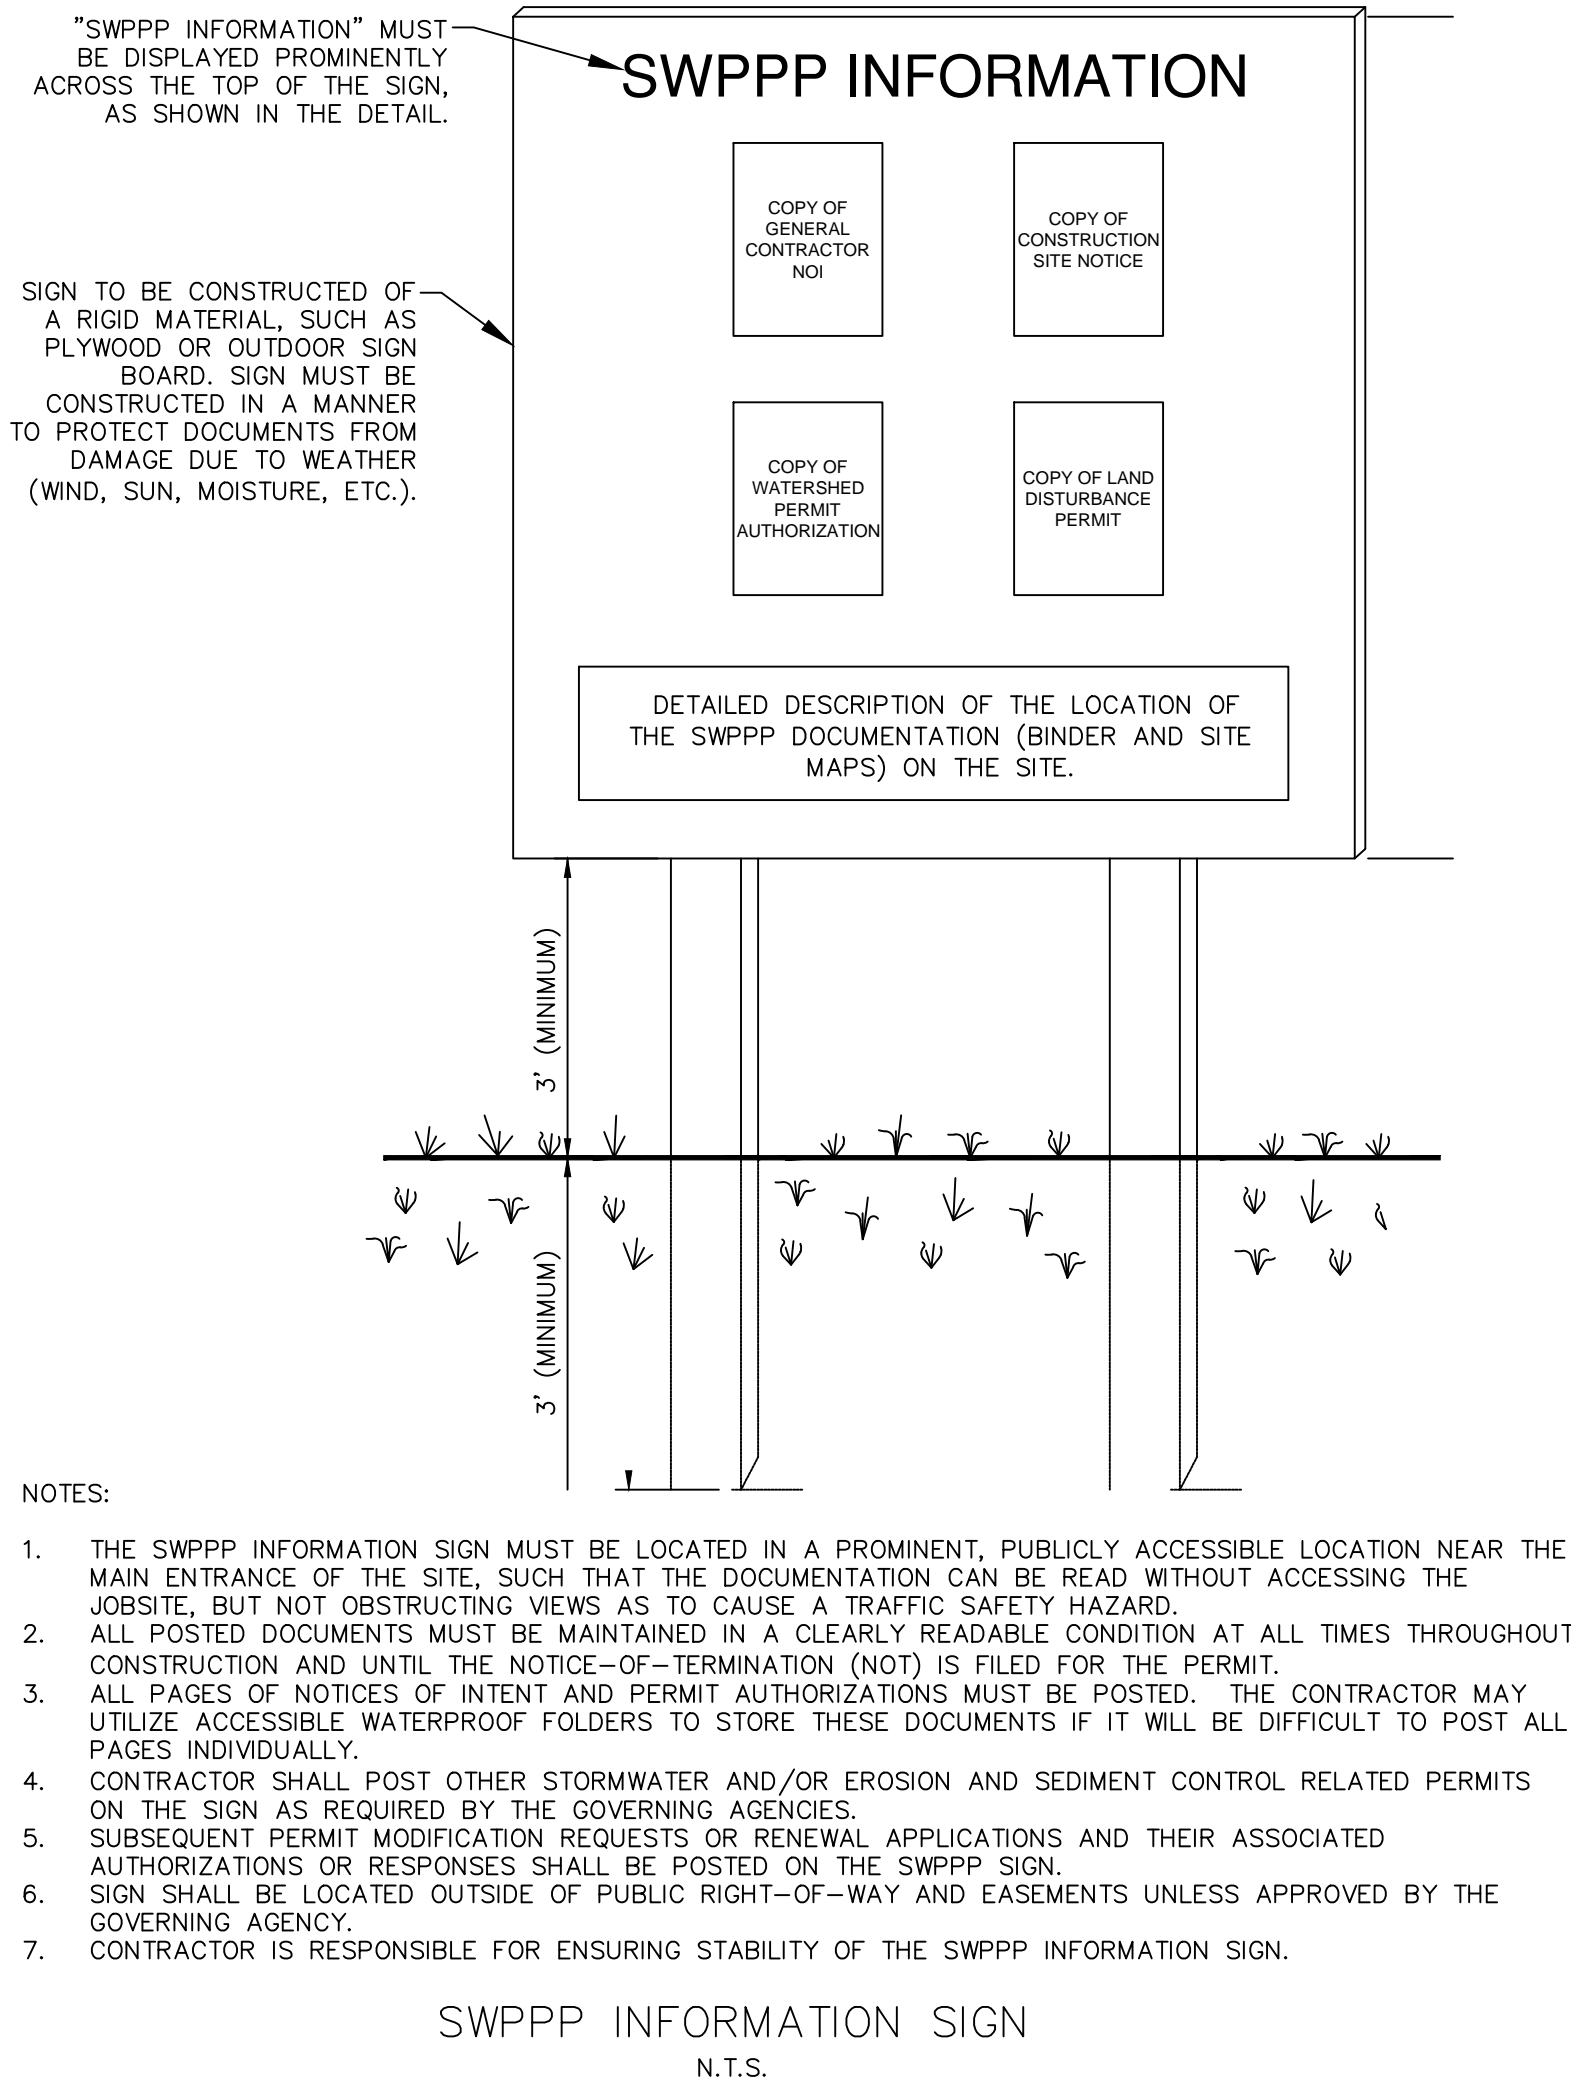 "SWPPP INFORMATION" MUST
BE DISPLAYED PROMINENTLY
ACROSS THE TOP OF THE SIGN,
AS SHOWN IN THE DETAIL.
SWPPP INFORMATION
COPY OF
GENERAL
CONTRACTOR
NOI
COPY OF
CONSTRUCTION
SITE NOTICE
SIGN TO BE CONSTRUCTED OF
A RIGID MATERIAL, SUCH AS
PLYWOOD OR OUTDOOR SIGN
BOARD. SIGN MUST BE
CONSTRUCTED IN A MANNER
TO PROTECT DOCUMENTS FROM
DAMAGE DUE TO WEATHER
(WIND, SUN, MOISTURE, ETC.).
COPY OF
WATERSHED
PERMIT
AUTHORIZATION
COPY OF LAND
DISTURBANCE
PERMIT
DETAILED DESCRIPTION OF THE LOCATION OF
THE SWPPP DOCUMENTATION (BINDER AND SITE
MAPS) ON THE SITE.
3' (MINIMUM)
3' (MINIMUM)
NOTES:
1. THE SWPPP INFORMATION SIGN MUST BE LOCATED IN A PROMINENT, PUBLICLY ACCESSIBLE LOCATION NEAR THE
MAIN ENTRANCE OF THE SITE, SUCH THAT THE DOCUMENTATION CAN BE READ WITHOUT ACCESSING THE
JOBSITE, BUT NOT OBSTRUCTING VIEWS AS TO CAUSE A TRAFFIC SAFETY HAZARD.
2. ALL POSTED DOCUMENTS MUST BE MAINTAINED IN A CLEARLY READABLE CONDITION AT ALL TIMES THROUGHOUT
CONSTRUCTION AND UNTIL THE NOTICE-OF-TERMINATION (NOT) IS FILED FOR THE PERMIT.
3. ALL PAGES OF NOTICES OF INTENT AND PERMIT AUTHORIZATIONS MUST BE POSTED. THE CONTRACTOR MAY
UTILIZE ACCESSIBLE WATERPROOF FOLDERS TO STORE THESE DOCUMENTS IF IT WILL BE DIFFICULT TO POST ALL
PAGES INDIVIDUALLY.
4. CONTRACTOR SHALL POST OTHER STORMWATER AND/OR EROSION AND SEDIMENT CONTROL RELATED PERMITS
ON THE SIGN AS REQUIRED BY THE GOVERNING AGENCIES.
5. SUBSEQUENT PERMIT MODIFICATION REQUESTS OR RENEWAL APPLICATIONS AND THEIR ASSOCIATED
AUTHORIZATIONS OR RESPONSES SHALL BE POSTED ON THE SWPPP SIGN.
6. SIGN SHALL BE LOCATED OUTSIDE OF PUBLIC RIGHT-OF-WAY AND EASEMENTS UNLESS APPROVED BY THE
GOVERNING AGENCY.
7. CONTRACTOR IS RESPONSIBLE FOR ENSURING STABILITY OF THE SWPPP INFORMATION SIGN.
SWPPP INFORMATION SIGN
N.T.S.